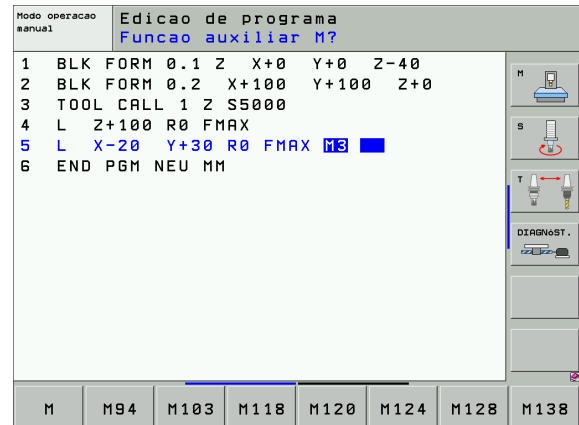 Modo operacao
manual
Edicao de programa
Funcao auxiliar M?
1 BLK FORM 0.1 Z X+0 Y+0 Z-40
2 BLK FORM 0.2 X+100 Y+100 Z+0
3 TOOL CALL 1 Z S5000
4 L Z+100 R0 FMAX
5 L X-20 Y+30 R0 FMAX M3
6 END PGM NEU MM
M
S
T
DIAGNÓST.
M M94 M103 M118 M120 M124 M128 M138